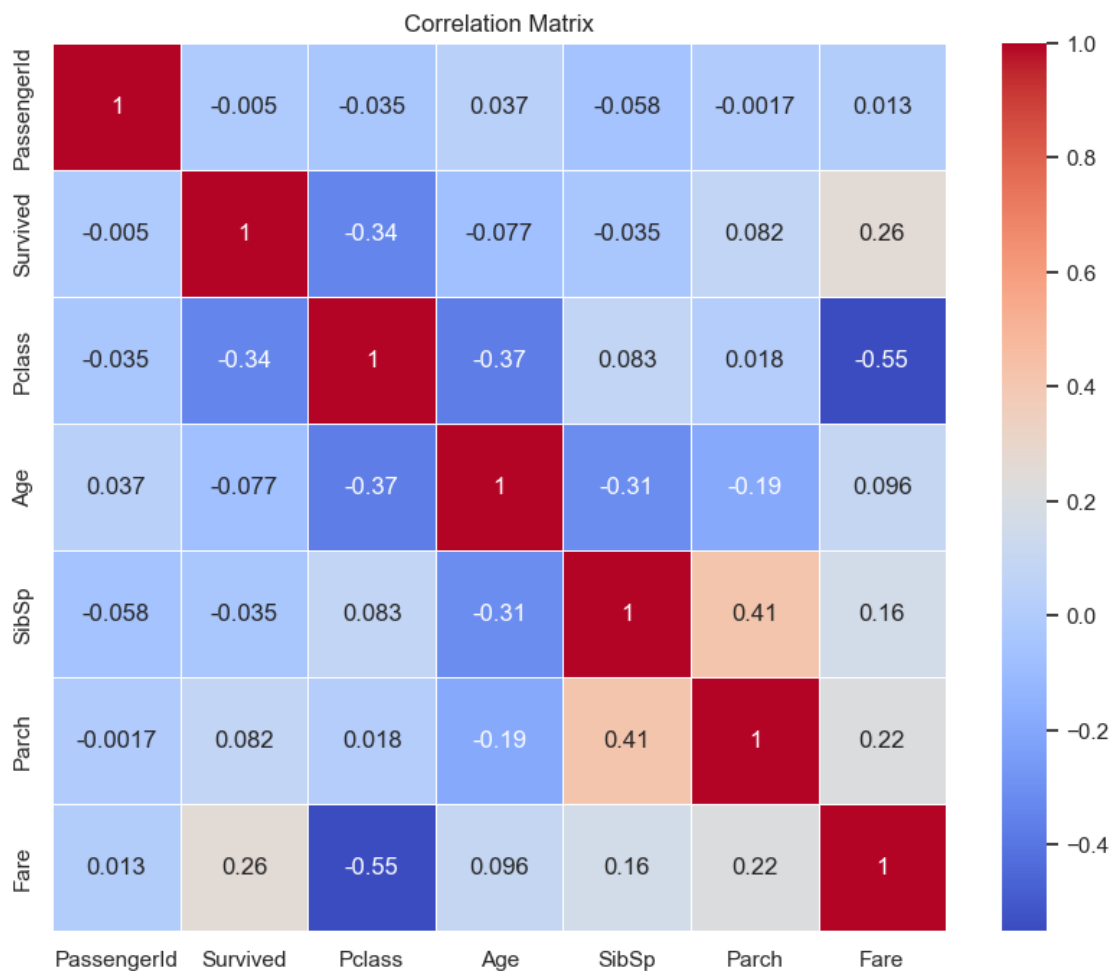 Correlation Matrix
PassengerId 1 -0.005 -0.035 0.037 -0.058 -0.0017 0.013
Survived -0.005 1 -0.34 -0.077 -0.035 0.082 0.26
Pclass -0.035 -0.34 1 -0.37 0.083 0.018 -0.55
Age 0.037 -0.077 -0.37 1 -0.31 -0.19 0.096
SibSp -0.058 -0.035 0.083 -0.31 1 0.41 0.16
Parch -0.0017 0.082 0.018 -0.19 0.41 1 0.22
Fare 0.013 0.26 -0.55 0.096 0.16 0.22 1
PassengerId Survived Pclass Age SibSp Parch Fare
1.0
0.8
0.6
0.4
0.2
0.0
−0.2
−0.4